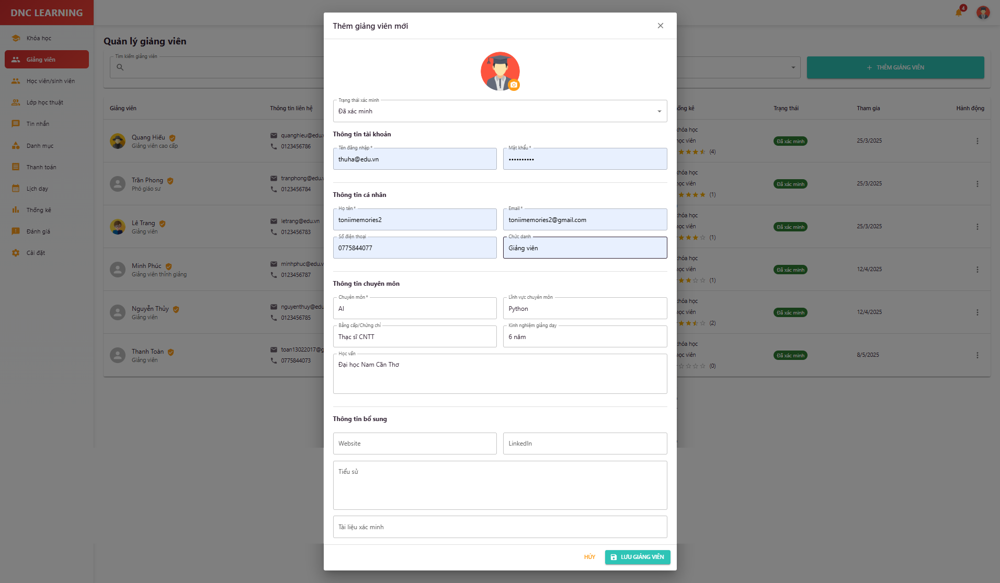 DNC LEARNING
4
Khóa học
Giảng viên
Học viên/sinh viên
Lớp học thuật
Tin nhắn
Danh mục
Thanh toán
Lịch dạy
Thống kê
Đánh giá
Cài đặt
Quản lý giảng viên
Tìm kiếm giảng viên
THÊM GIẢNG VIÊN
Giảng viên
Thông tin liên hệ
ống kê
Trạng thái
Tham gia
Hành động
Quang Hiếu
Giảng viên cao cấp
quanghieu@edu.v
0123456786
khóa học
học viên
(4)
Đã xác minh
25/3/2025
Trần Phong
Phó giáo sư
tranphong@edu.v
0123456784
khóa học
học viên
(1)
Đã xác minh
25/3/2025
Lê Trang
Giảng viên
letrang@edu.vn
0123456783
khóa học
học viên
(1)
Đã xác minh
25/3/2025
Minh Phúc
Giảng viên thỉnh giảng
minhphuc@edu.v
0123456787
khóa học
học viên
(1)
Đã xác minh
12/4/2025
Nguyễn Thủy
Giảng viên
nguyenthuy@edu
0123456785
khóa học
học viên
(2)
Đã xác minh
12/4/2025
Thanh Toàn
Giảng viên
toan13022017@g
0775844073
khóa học
học viên
(0)
Đã xác minh
8/5/2025
Thêm giảng viên mới
Trạng thái xác minh
Đã xác minh
Thông tin tài khoản
Tên đăng nhập *
thuha@edu.vn
Mật khẩu *
••••••••••
Thông tin cá nhân
Họ tên *
toniimemories2
Email *
toniimemories2@gmail.com
Số điện thoại
0775844077
Chức danh
Giảng viên
Thông tin chuyên môn
Chuyên môn *
AI
Lĩnh vực chuyên môn
Python
Bằng cấp/Chứng chỉ
Thạc sĩ CNTT
Kinh nghiệm giảng dạy
6 năm
Học vấn
Đại học Nam Cần Thơ
Thông tin bổ sung
Website
LinkedIn
Tiểu sử
Tài liệu xác minh
HỦY
LƯU GIẢNG VIÊN